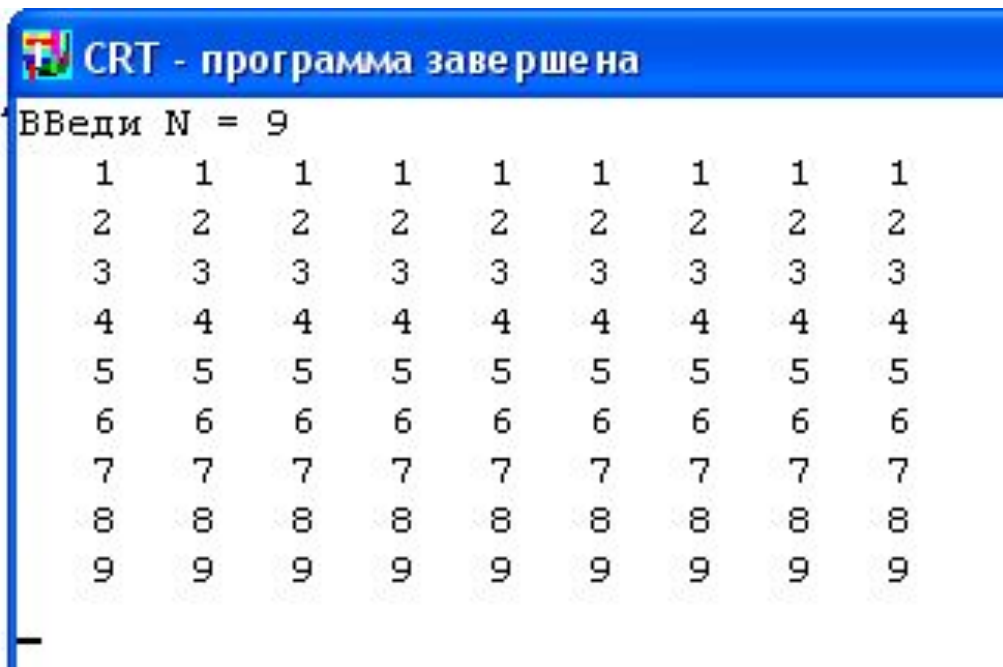 CRT - программа завершена
ВВеди N = 9
1 1 1 1 1 1 1 1 1
2 2 2 2 2 2 2 2 2
3 3 3 3 3 3 3 3 3
4 4 4 4 4 4 4 4 4
5 5 5 5 5 5 5 5 5
6 6 6 6 6 6 6 6 6
7 7 7 7 7 7 7 7 7
8 8 8 8 8 8 8 8 8
9 9 9 9 9 9 9 9 9